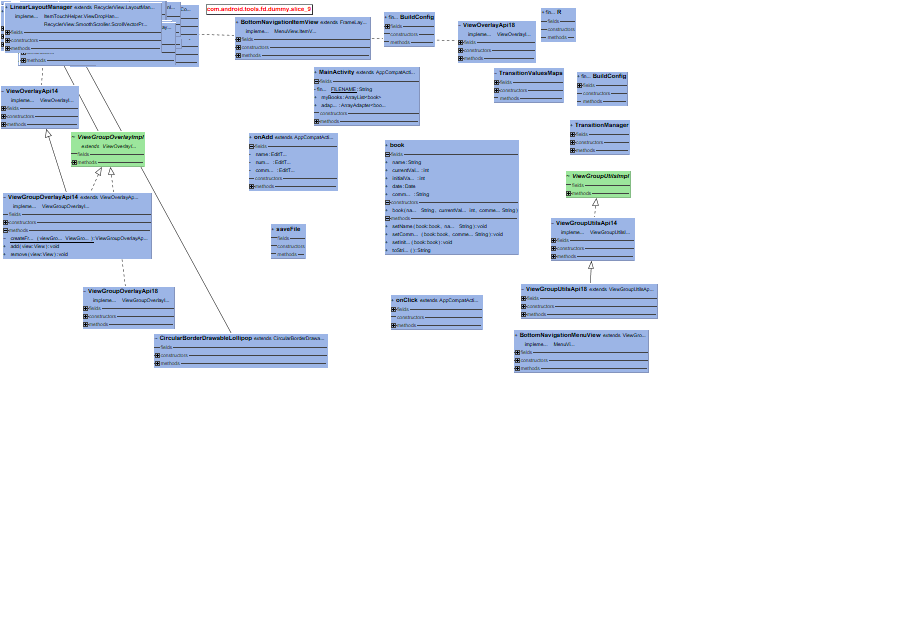 LinearLayoutManager extends RecyclerView.LayoutMan...
impleme... ItemTouchHelper.ViewDropHan...
RecyclerView.SmoothScroller.ScrollVectorPr...
fields
constructors
methods
methods
com.android.tools.fd.dummy.slice_9
BottomNavigationItemView extends FrameLay...
impleme... MenuView.ItemV...
fields
constructors
methods
fin... BuildConfig
fields
constructors
methods
ViewOverlayApi18
impleme... ViewOverlayI...
fields
constructors
methods
fin... R
fields
constructors
methods
MainActivity extends AppCompatActi...
fields
fin... FILENAME: String
myBooks: ArrayList<book>
adap... : ArrayAdapter<boo...
constructors
methods
TransitionValuesMaps
fields
constructors
methods
fin... BuildConfig
fields
constructors
methods
ViewOverlayApi14
impleme... ViewOverlayI...
fields
constructors
methods
ViewGroupOverlayImpl
extends ViewOverlayI...
fields
methods
onAdd extends AppCompatActi...
fields
name: EditT...
num... : EditT...
comm... : EditT...
constructors
methods
book
fields
name: String
currentVal... : int
initialVa... : int
date: Date
comm... : String
constructors
book(na... : String, currentVal... : int, comme... : String)
methods
setName(book: book, na... : String): void
setComm... (book: book, comme... : String): void
setInit... (book: book): void
toStri... (): String
TransitionManager
fields
constructors
methods
ViewGroupUtilsImpl
fields
methods
ViewGroupOverlayApi14 extends ViewOverlayAp...
impleme... ViewGroupOverlayI...
fields
constructors
methods
createFr... (viewGro... : ViewGro... ): ViewGroupOverlayAp...
add(view: View): void
remove(view: View): void
saveFile
fields
constructors
methods
ViewGroupUtilsApi14
impleme... ViewGroupUtilsI...
fields
constructors
methods
ViewGroupOverlayApi18
impleme... ViewGroupOverlayI...
fields
constructors
methods
onClick extends AppCompatActi...
fields
constructors
methods
ViewGroupUtilsApi18 extends ViewGroupUtilsAp...
fields
constructors
methods
CircularBorderDrawableLollipop extends CircularBorderDrawa...
fields
constructors
methods
BottomNavigationMenuView extends ViewGro...
impleme... MenuVi...
fields
constructors
methods